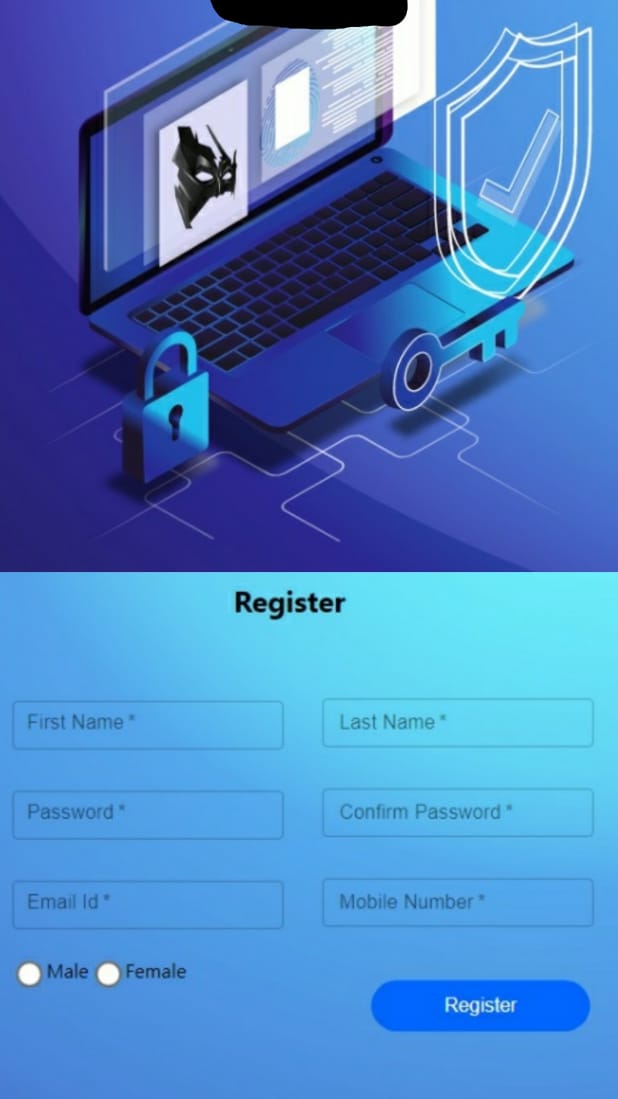 Register
First Name *
Last Name *
Password *
Confirm Password *
Email Id *
Mobile Number *
Male Female
Register